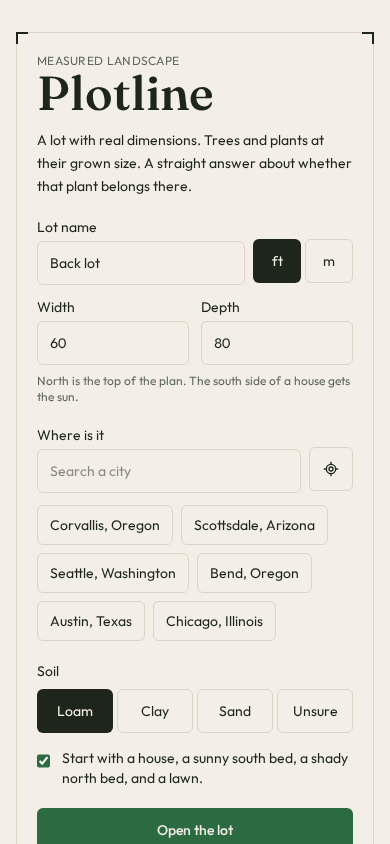 MEASURED LANDSCAPE
Plotline
A lot with real dimensions. Trees and plants at
their grown size. A straight answer about whether
that plant belongs there.
Lot name
Back lot
ft
m
Width
Depth
60
80
North is the top of the plan. The south side of a house gets
the sun.
Where is it
Search a city
Corvallis, Oregon
Scottsdale, Arizona
Seattle, Washington
Bend, Oregon
Austin, Texas
Chicago, Illinois
Soil
Loam
Clay
Sand
Unsure
Start with a house, a sunny south bed, a shady
north bed, and a lawn.
Open the lot